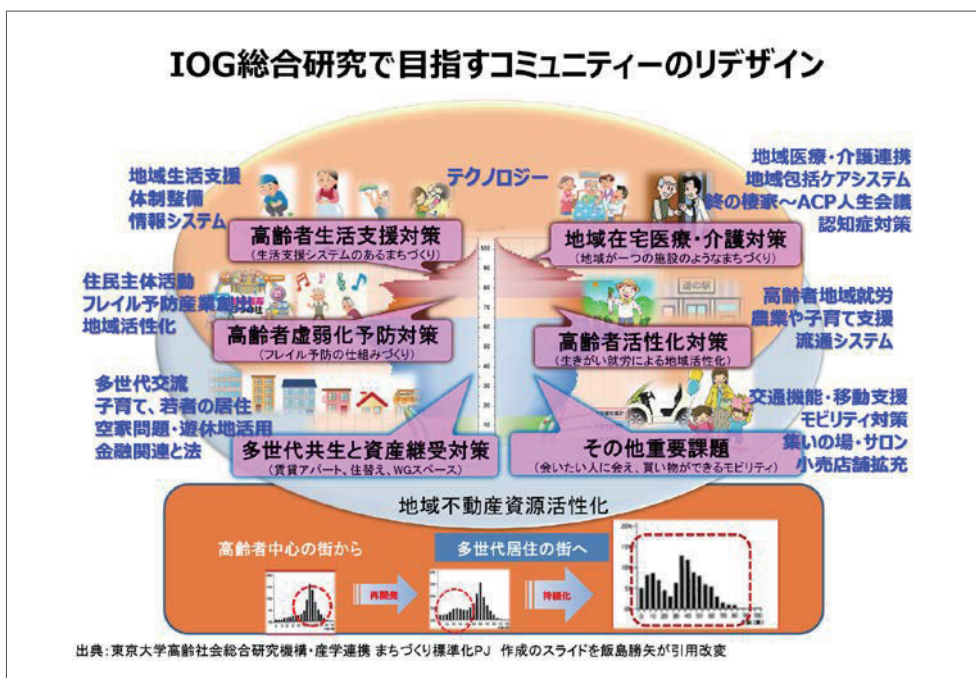 IOG総合研究で目指すコミュニティーのリデザイン
地域生活支援
体制整備
情報システム
テクノロジー
地域医療・介護連携
地域包括ケアシステム
終の棲家～ACP人生会議
認知症対策
高齢者生活支援対策
(生活支援システムのあるまちづくり)
地域在宅医療・介護対策
(地域が一つの施設のようなまちづくり)
住民主体活動
フレイル予防産業創出
地域活性化
道の駅
高齢者地域就労
農業や子育て支援
流通システム
高齢者虚弱化予防対策
(フレイル予防の仕組みづくり)
高齢者活性化対策
(生きがい就労による地域活性化)
多世代交流
子育て、若者の居住
空家問題・遊休地活用
金融関連と法
交通機能・移動支援
モビリティ対策
集いの場・サロン
小売店舗拡充
多世代共生と資産継受対策
(賃貸アパート、住替え、WGスペース)
その他重要課題
(会いたい人に会え、買い物ができるモビリティ)
地域不動産資源活性化
高齢者中心の街から
多世代居住の街へ
再開発
持続化
20%
15%
10%
5%
0%
0 10 20 30 40 50 60 70 80 90
出典：東京大学高齢社会総合研究機構・産学連携 まちづくり標準化PJ 作成のスライドを飯島勝矢が引用改変